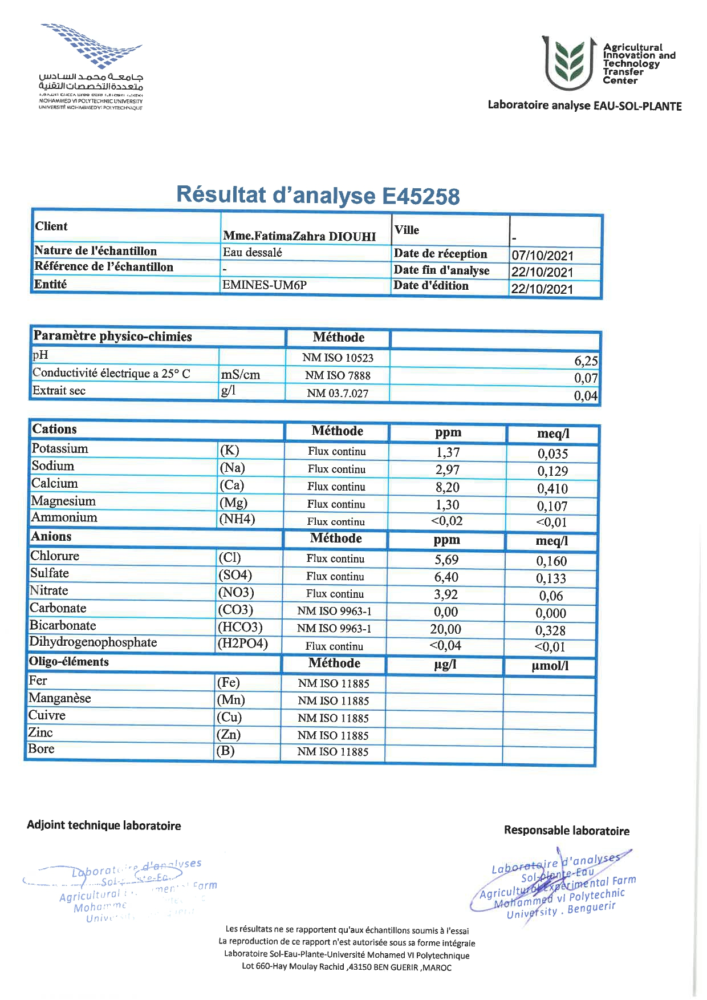 جامعة محمد السادس
متعددة التخصصات التقنية
MOHAMMED VI POLYTECHNIC UNIVERSITY
UNIVERSITÉ MOHAMMED VI POLYTECHNIQUE
Agricultural
Innovation and
Technology
Transfer
Center
Laboratoire analyse EAU-SOL-PLANTE
Résultat d'analyse E45258
Client Mme.FatimaZahra DIOUHI Ville -
Nature de l'échantillon Eau dessalé Date de réception 07/10/2021
Référence de l'échantillon - Date fin d'analyse 22/10/2021
Entité EMINES-UM6P Date d'édition 22/10/2021
Paramètre physico-chimies Méthode
pH NM ISO 10523 6,25
Conductivité électrique a 25° C mS/cm NM ISO 7888 0,07
Extrait sec g/l NM 03.7.027 0,04
Cations Méthode ppm meq/l
Potassium (K) Flux continu 1,37 0,035
Sodium (Na) Flux continu 2,97 0,129
Calcium (Ca) Flux continu 8,20 0,410
Magnesium (Mg) Flux continu 1,30 0,107
Ammonium (NH4) Flux continu <0,02 <0,01
Anions Méthode ppm meq/l
Chlorure (Cl) Flux continu 5,69 0,160
Sulfate (SO4) Flux continu 6,40 0,133
Nitrate (NO3) Flux continu 3,92 0,06
Carbonate (CO3) NM ISO 9963-1 0,00 0,000
Bicarbonate (HCO3) NM ISO 9963-1 20,00 0,328
Dihydrogenophosphate (H2PO4) Flux continu <0,04 <0,01
Oligo-éléments Méthode µg/l µmol/l
Fer (Fe) NM ISO 11885
Manganèse (Mn) NM ISO 11885
Cuivre (Cu) NM ISO 11885
Zinc (Zn) NM ISO 11885
Bore (B) NM ISO 11885
Adjoint technique laboratoire
Responsable laboratoire
Laboratoire d'analyses
Agricultural Farm
Laboratoire d'analyses
Sol-plante-Eau
Agricultural Experimental Farm
Mohammed vI Polytechnic
University . Benguerir
Les résultats ne se rapportent qu'aux échantillons soumis à l'essai
La reproduction de ce rapport n'est autorisée sous sa forme intégrale
Laboratoire Sol-Eau-Plante-Université Mohamed VI Polytechnique
Lot 660-Hay Moulay Rachid ,43150 BEN GUERIR ,MAROC